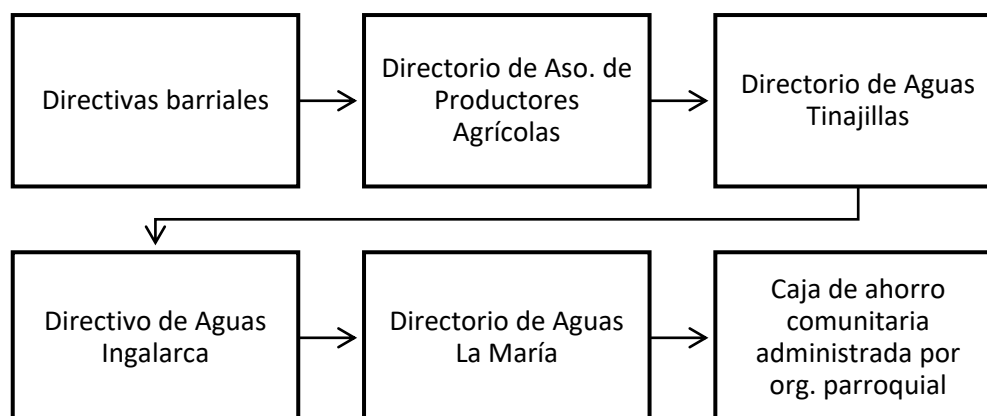 Directivas barriales
Directorio de Aso. de
Productores
Agrícolas
Directorio de Aguas
Tinajillas
Directivo de Aguas
Ingalarca
Directorio de Aguas
La María
Caja de ahorro
comunitaria
administrada por
org. parroquial